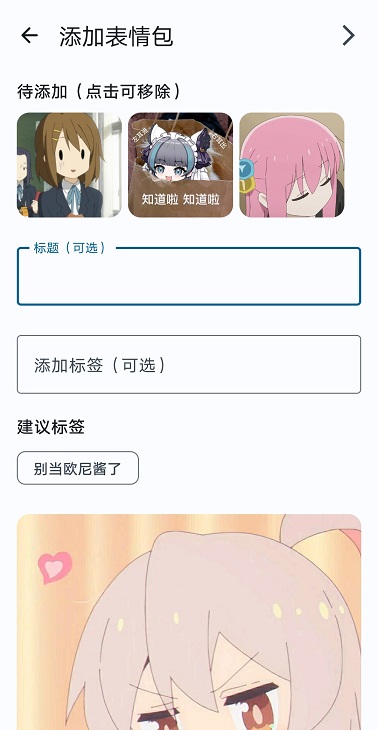 添加表情包
待添加（点击可移除）
知道啦 知道啦
标题（可选）
添加标签（可选）
建议标签
别当欧尼酱了